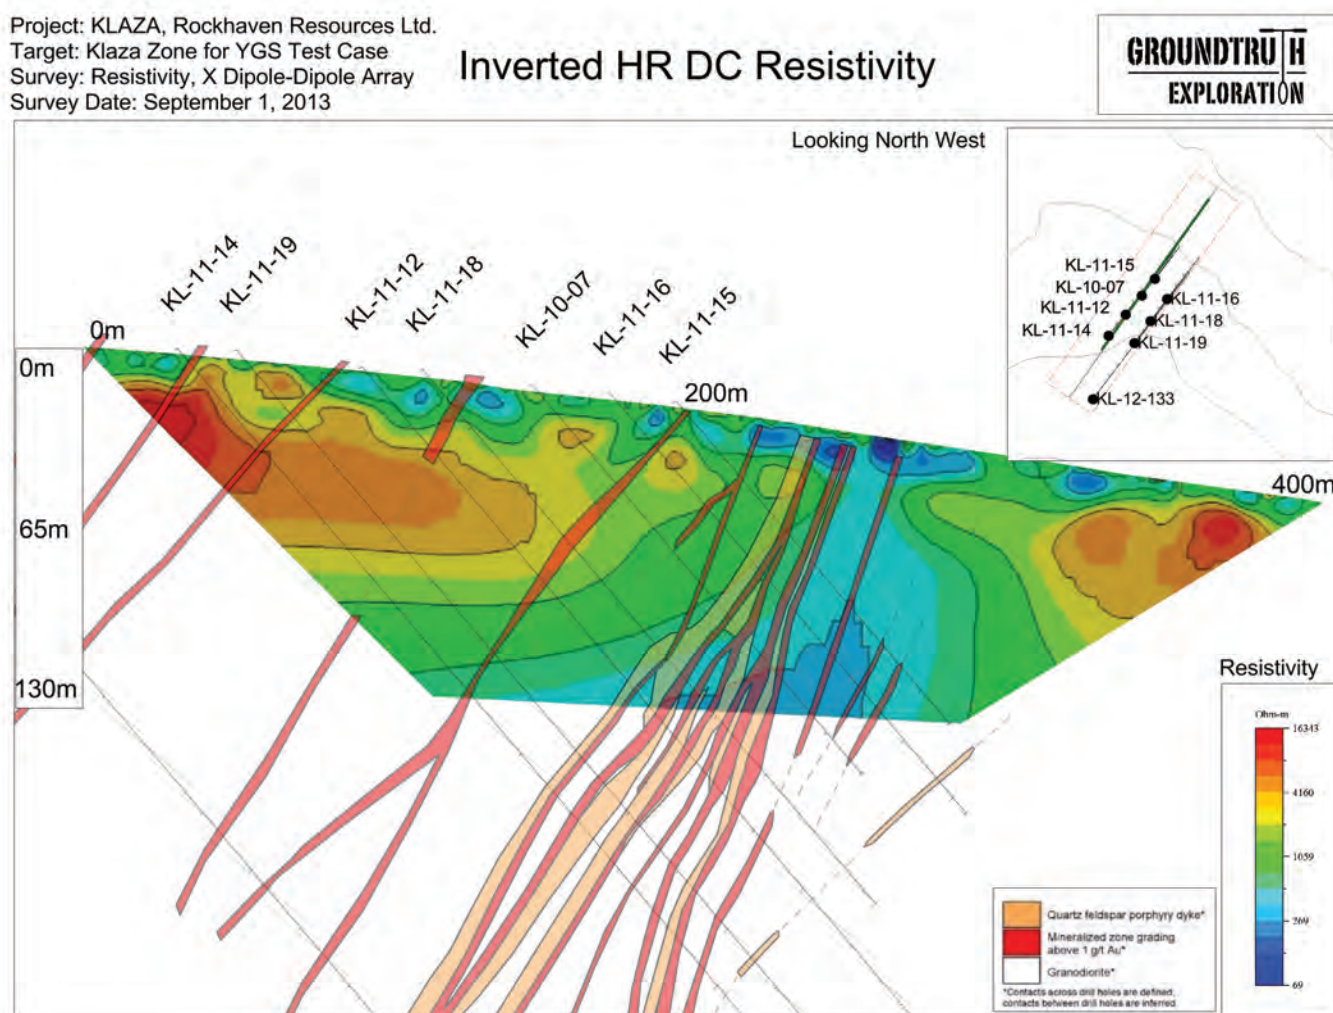 Project: KLAZA, Rockhaven Resources Ltd.
Target: Klaza Zone for YGS Test Case
Survey: Resistivity, X Dipole-Dipole Array
Survey Date: September 1, 2013
Inverted HR DC Resistivity
GROUNDTRUTH
EXPLORATION
Looking North West
KL-11-14
KL-11-19
KL-11-12
KL-11-18
KL-10-07
KL-11-16
KL-11-15
KL-11-15
KL-10-07
KL-11-12
KL-11-14
KL-11-16
KL-11-18
KL-11-19
KL-12-133
0m
0m
200m
400m
65m
130m
Resistivity
Ohm-m
16343
4160
1059
269
69
Quartz feldspar porphyry dyke*
Mineralized zone grading
above 1 g/t Au*
Granodiorite*
*Contacts across drill holes are defined,
contacts between drill holes are inferred.